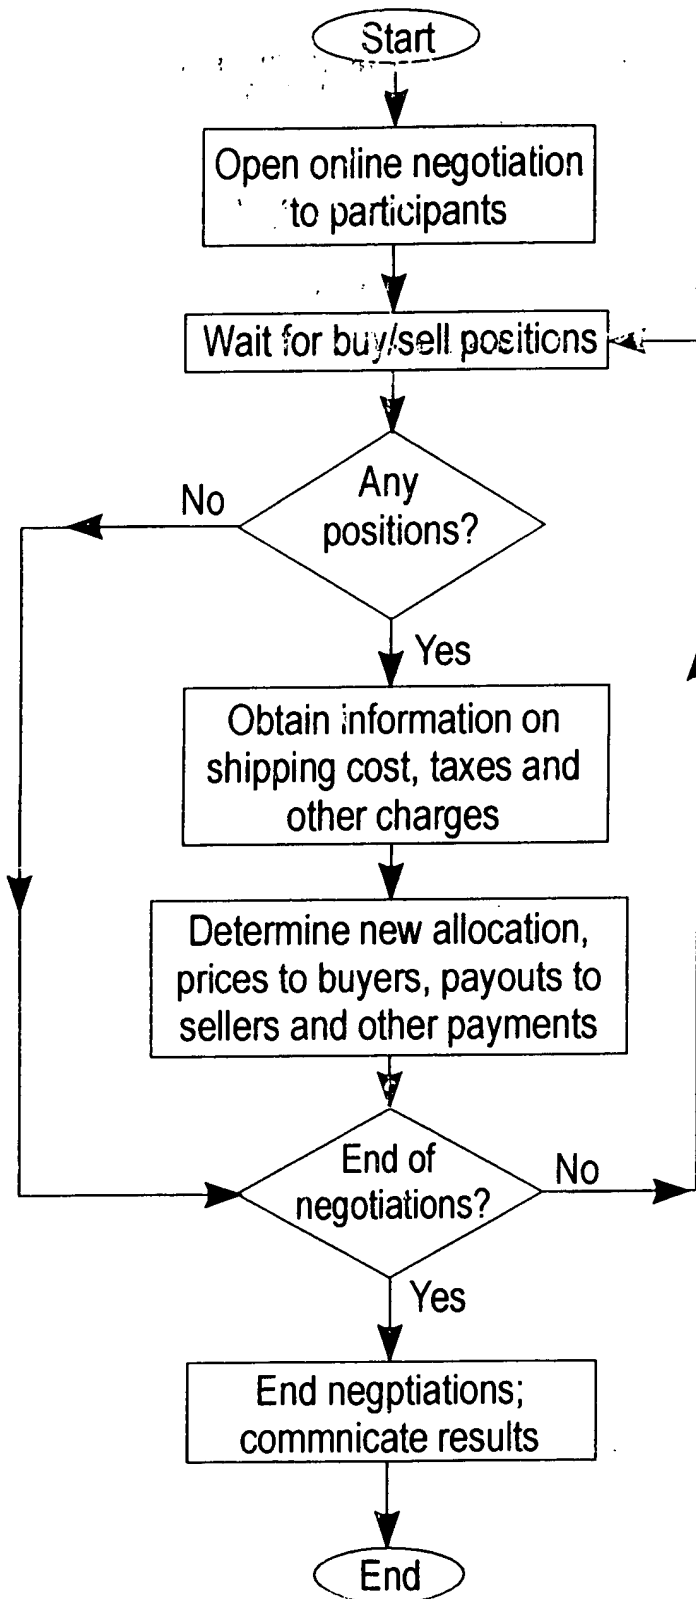 Start
Open online negotiation
to participants
Wait for buy/sell positions
Any
positions?
No
Yes
Obtain information on
shipping cost, taxes and
other charges
Determine new allocation,
prices to buyers, payouts to
sellers and other payments
End of
negotiations?
No
Yes
End negptiations;
commnicate results
End